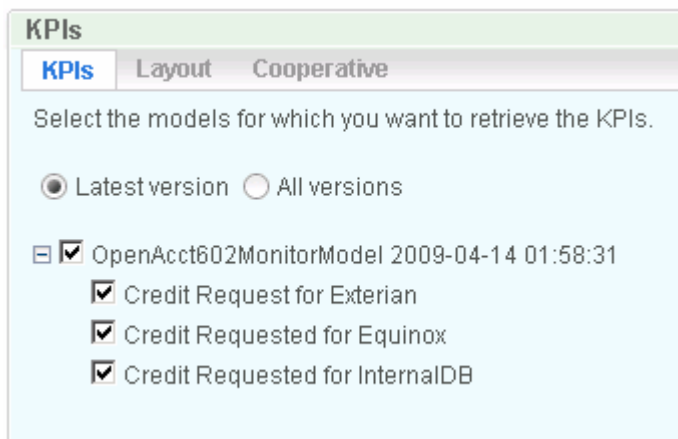 KPIs
KPIs Layout Cooperative
Select the models for which you want to retrieve the KPIs.
Latest version All versions
OpenAcct602MonitorModel 2009-04-14 01:58:31
Credit Request for Exterian
Credit Requested for Equinox
Credit Requested for InternalDB